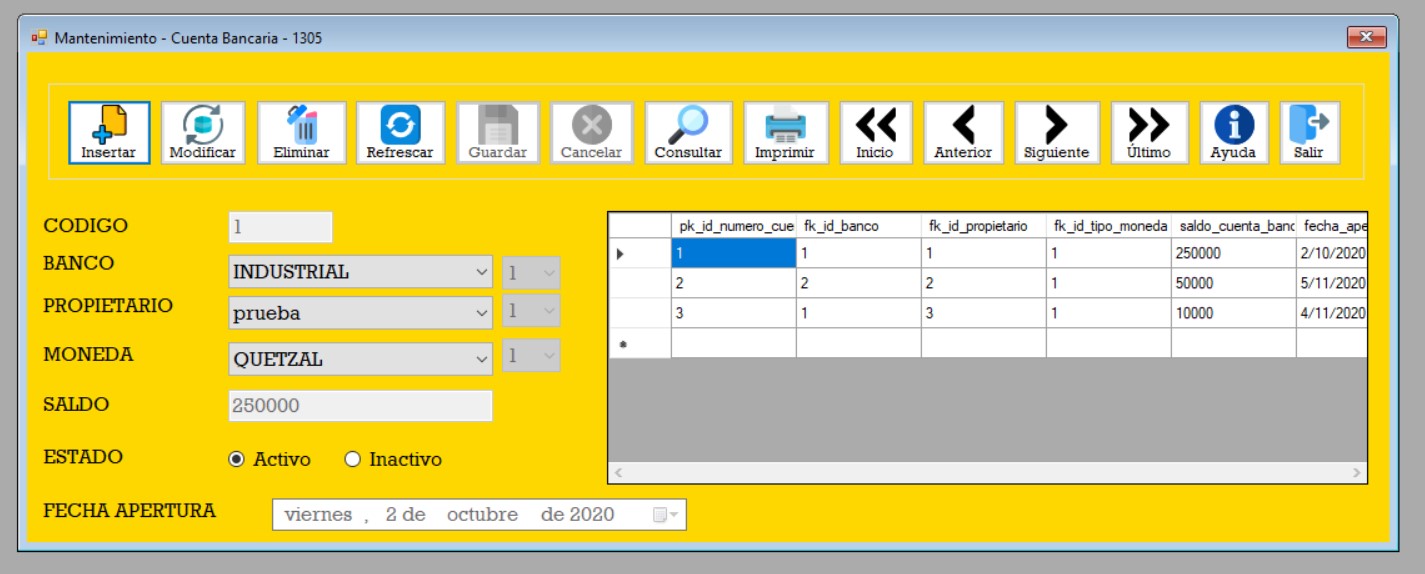 Mantenimiento - Cuenta Bancaria - 1305
Insertar Modificar Eliminar Refrescar Guardar Cancelar Consultar Imprimir Inicio Anterior Siguiente Último Ayuda Salir
CODIGO 1
BANCO INDUSTRIAL 1
PROPIETARIO prueba 1
MONEDA QUETZAL 1
SALDO 250000
ESTADO Activo Inactivo
FECHA APERTURA viernes , 2 de octubre de 2020
pk_id_numero_cue fk_id_banco fk_id_propietario fk_id_tipo_moneda saldo_cuenta_banc fecha_ape
1 1 1 1 250000 2/10/2020
2 2 2 1 50000 5/11/2020
3 1 3 1 10000 4/11/2020